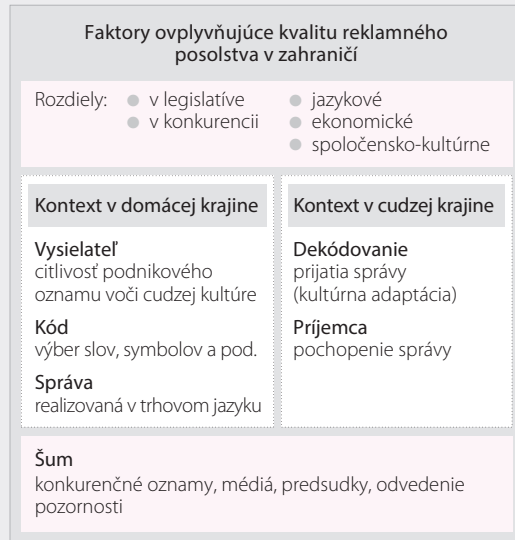 Faktory ovplyvňujúce kvalitu reklamného
posolstva v zahraničí
Rozdiely:
v legislatíve
v konkurencii
jazykové
ekonomické
spoločensko-kultúrne
Kontext v domácej krajine
Vysielateľ
citlivosť podnikového
oznamu voči cudzej kultúre
Kód
výber slov, symbolov a pod.
Správa
realizovaná v trhovom jazyku
Kontext v cudzej krajine
Dekódovanie
prijatia správy
(kultúrna adaptácia)
Príjemca
pochopenie správy
Šum
konkurenčné oznamy, médiá, predsudky, odvedenie
pozornosti